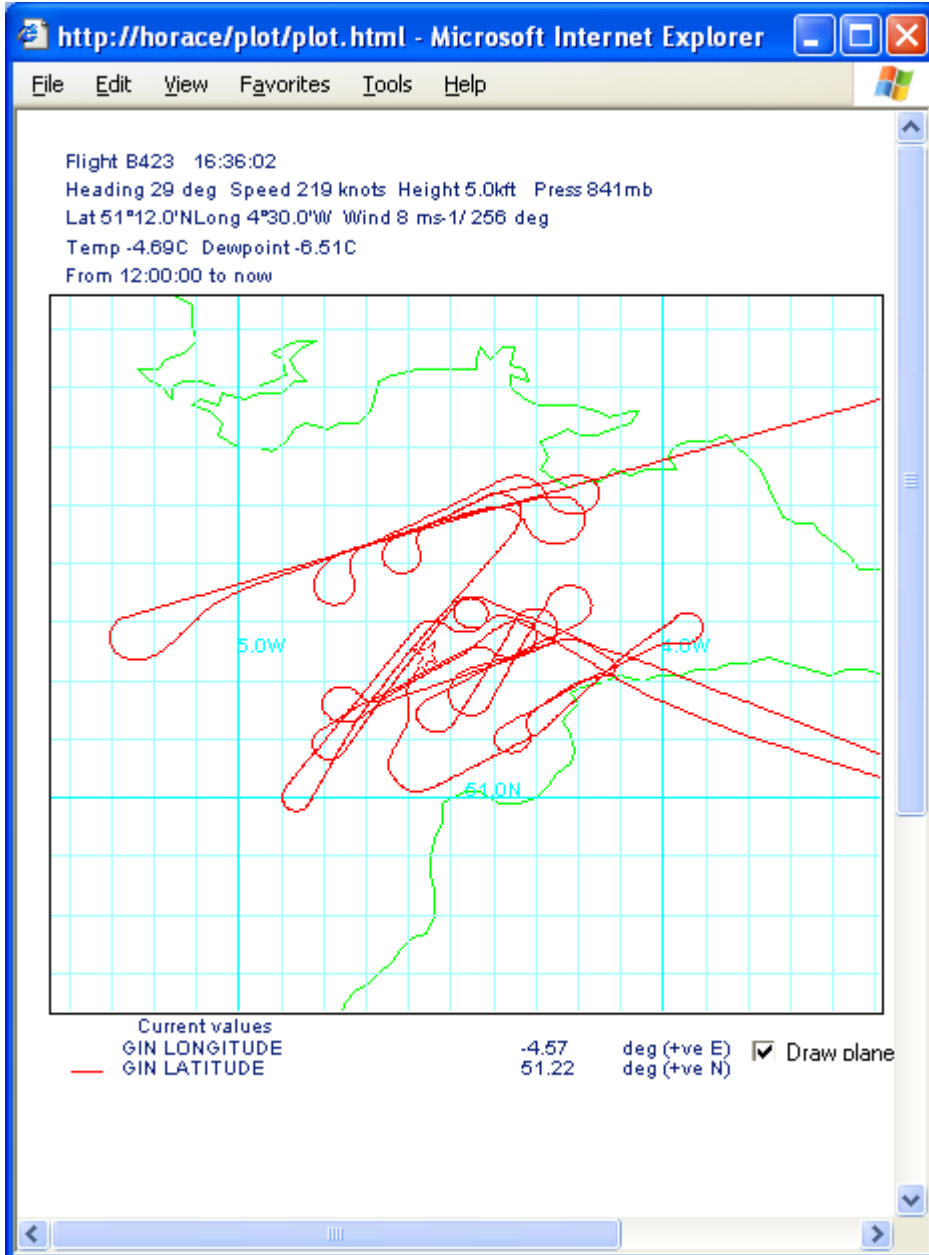 http://horace/plot/plot.html - Microsoft Internet Explorer
File Edit View Favorites Tools Help
Flight B423 16:36:02
Heading 29 deg Speed 219 knots Height 5.0kft Press 841mb
Lat 51°12.0'NLong 4°30.0'W Wind 8 ms-1/ 256 deg
Temp -4.69C Dewpoint -6.51C
From 12:00:00 to now
5.0W
4.0W
51.0N
Current values
GIN LONGITUDE -4.57 deg (+ve E)
GIN LATITUDE 51.22 deg (+ve N)
Draw plane